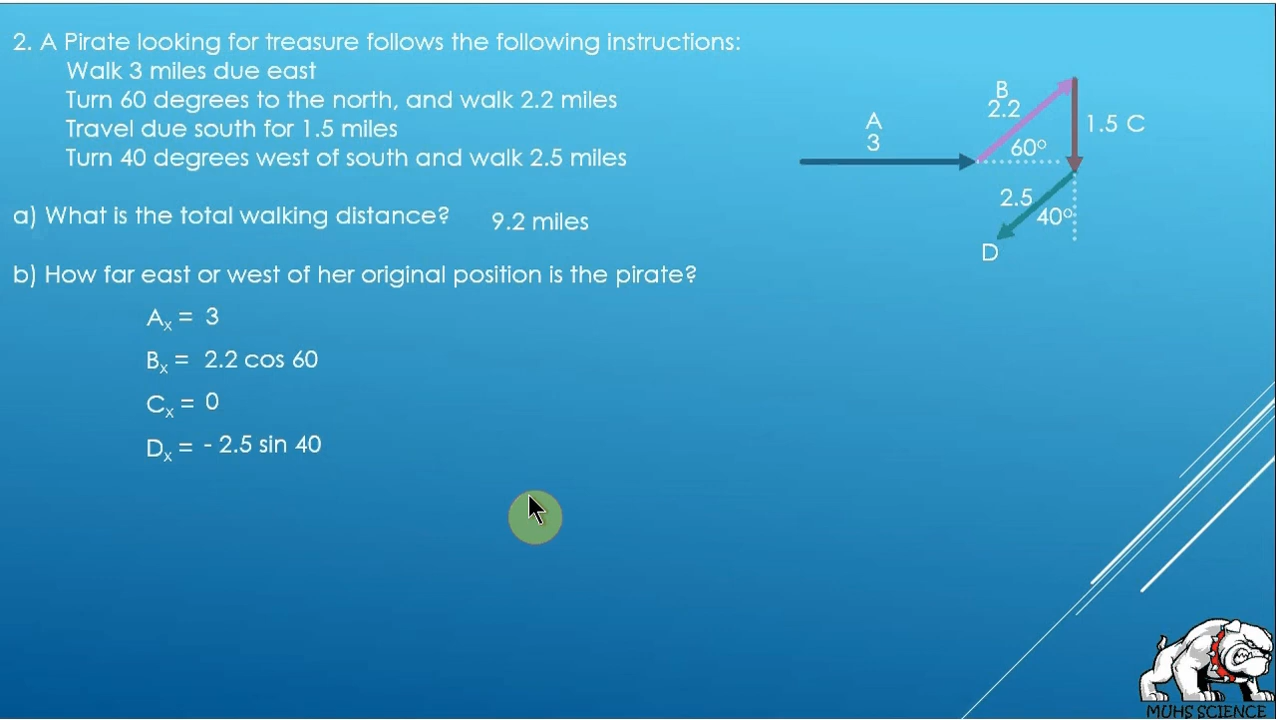 2. A Pirate looking for treasure follows the following instructions:
Walk 3 miles due east
Turn 60 degrees to the north, and walk 2.2 miles
Travel due south for 1.5 miles
Turn 40 degrees west of south and walk 2.5 miles
A
3
B
2.2
60°
1.5 C
2.5
40°
D
a) What is the total walking distance? 9.2 miles
b) How far east or west of her original position is the pirate?
Aₓ = 3
Bₓ = 2.2 cos 60
Cₓ = 0
Dₓ = - 2.5 sin 40
MUHS SCIENCE